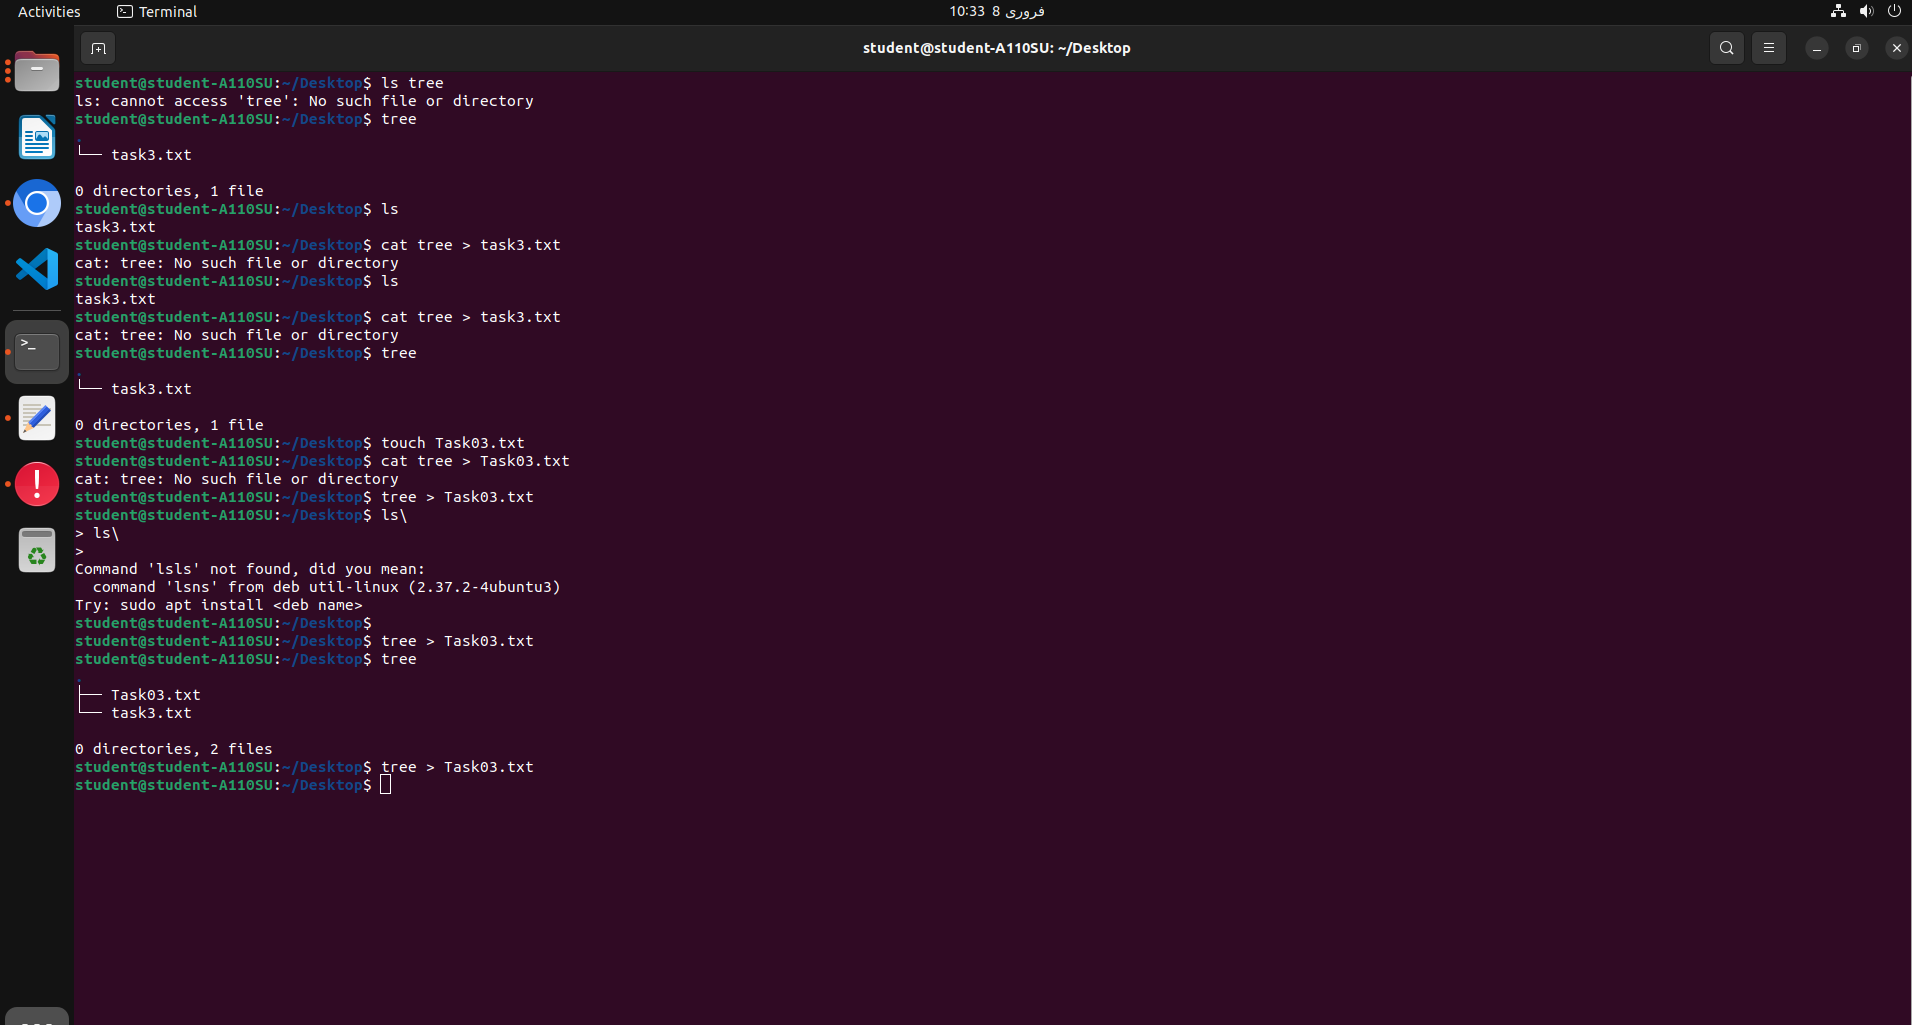 Activities
Terminal
10:33 8 فروری
student@student-A110SU: ~/Desktop
student@student-A110SU:~/Desktop$ ls tree
ls: cannot access 'tree': No such file or directory
student@student-A110SU:~/Desktop$ tree
.
└── task3.txt
0 directories, 1 file
student@student-A110SU:~/Desktop$ ls
task3.txt
student@student-A110SU:~/Desktop$ cat tree > task3.txt
cat: tree: No such file or directory
student@student-A110SU:~/Desktop$ ls
task3.txt
student@student-A110SU:~/Desktop$ cat tree > task3.txt
cat: tree: No such file or directory
student@student-A110SU:~/Desktop$ tree
.
└── task3.txt
0 directories, 1 file
student@student-A110SU:~/Desktop$ touch Task03.txt
student@student-A110SU:~/Desktop$ cat tree > Task03.txt
cat: tree: No such file or directory
student@student-A110SU:~/Desktop$ tree > Task03.txt
student@student-A110SU:~/Desktop$ ls\
> ls\
>
Command 'lsls' not found, did you mean:
  command 'lsns' from deb util-linux (2.37.2-4ubuntu3)
Try: sudo apt install <deb name>
student@student-A110SU:~/Desktop$
student@student-A110SU:~/Desktop$ tree > Task03.txt
student@student-A110SU:~/Desktop$ tree
.
├── Task03.txt
└── task3.txt
0 directories, 2 files
student@student-A110SU:~/Desktop$ tree > Task03.txt
student@student-A110SU:~/Desktop$